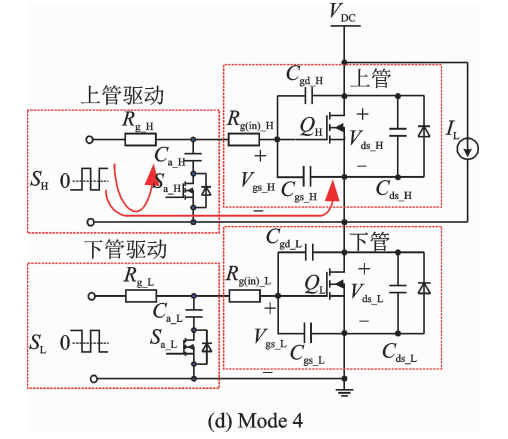 V_DC
上管驱动
上管
C_gd_H
R_g_H
R_g(in)_H
Q_H
V_ds_H
I_L
C_a_H
S_a_H
S_H
0
V_gs_H
C_gs_H
C_ds_H
+
−
+
−
下管驱动
下管
C_gd_L
R_g_L
R_g(in)_L
Q_L
V_ds_L
C_a_L
S_a_L
S_L
0
V_gs_L
C_gs_L
C_ds_L
+
−
+
−
(d) Mode 4